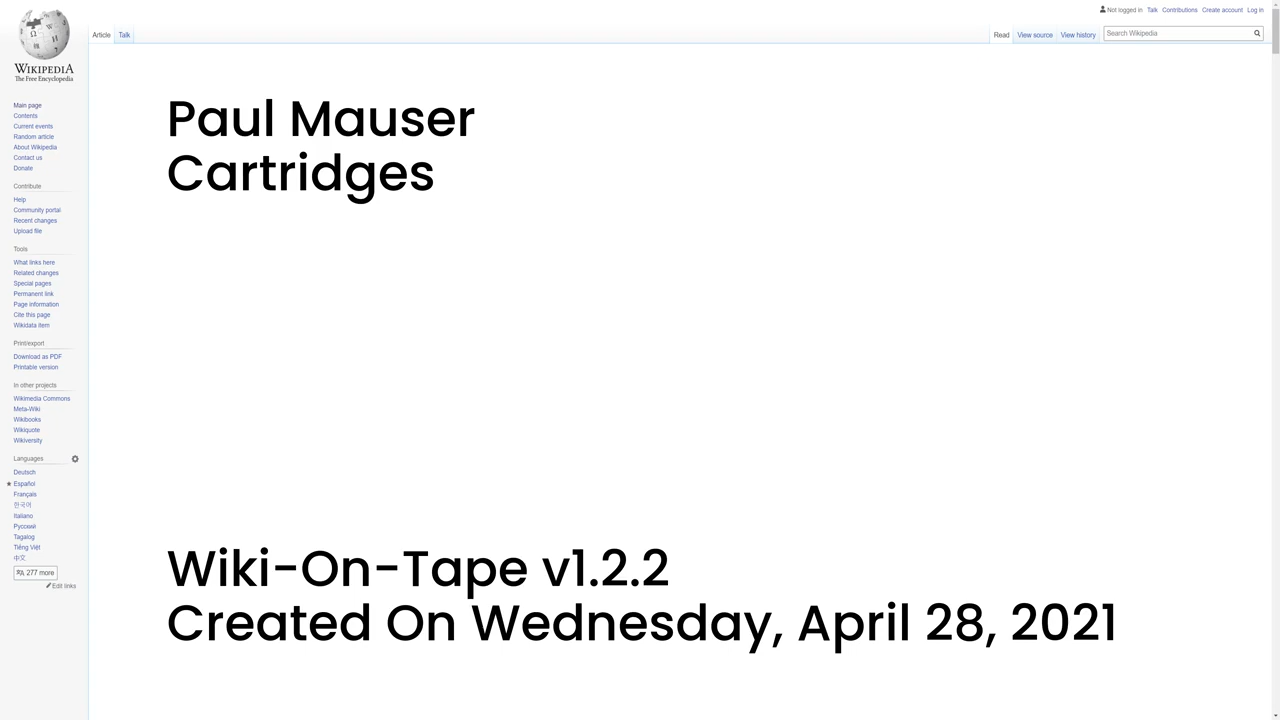 Not logged in Talk Contributions Create account Log in
Article Talk Read View source View history Search Wikipedia
WIKIPEDIA
The Free Encyclopedia
Main page
Contents
Current events
Random article
About Wikipedia
Contact us
Donate
Contribute
Help
Community portal
Recent changes
Upload file
Tools
What links here
Related changes
Special pages
Permanent link
Page information
Cite this page
Wikidata item
Print/export
Download as PDF
Printable version
In other projects
Wikimedia Commons
Meta-Wiki
Wikibooks
Wikiquote
Wikiversity
Languages
Deutsch
Español
Français
한국어
Italiano
Русский
Tagalog
Tiếng Việt
中文
277 more
Edit links
Paul Mauser
Cartridges
Wiki-On-Tape v1.2.2
Created On Wednesday, April 28, 2021